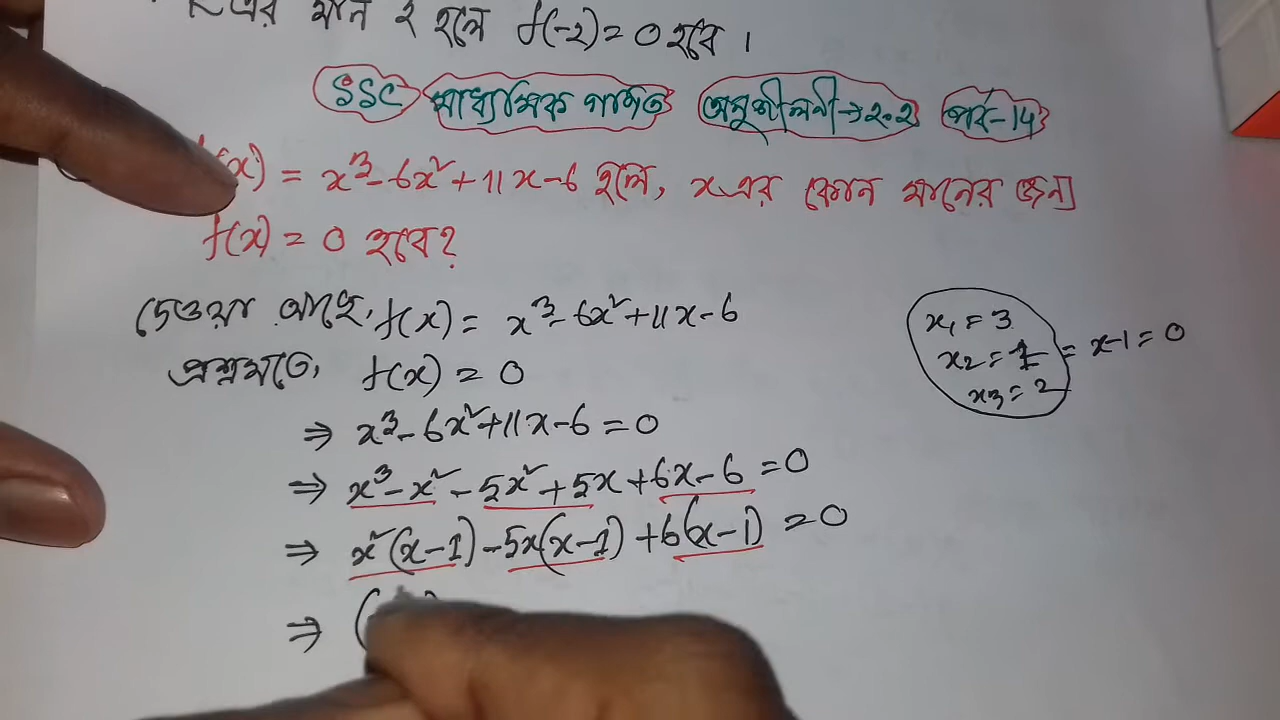 এর মান ২ হলে f(-2) = 0 হবে।
SSC মাধ্যমিক গণিত অনুশীলনী → ২.২ পর্ব-14
f(x) = x³ - 6x² + 11x - 6 হলে, x এর কোন মানের জন্য
f(x) = 0 হবে?
দেওয়া আছে, f(x) = x³ - 6x² + 11x - 6
প্রশ্নমতে, f(x) = 0
⇒ x³ - 6x² + 11x - 6 = 0
⇒ x³ - x² - 5x² + 5x + 6x - 6 = 0
⇒ x²(x-1) - 5x(x-1) + 6(x-1) = 0
⇒ (
x₁ = 3
x₂ = 1 = x-1 = 0
x₃ = 2